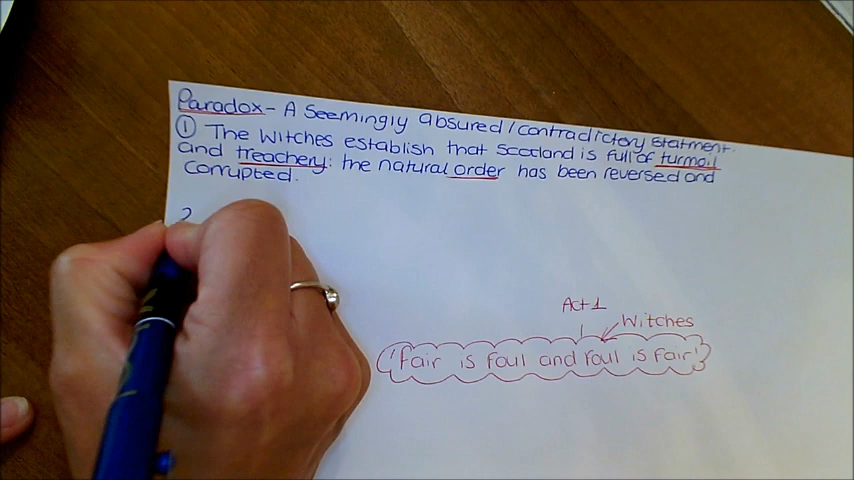 Paradox - A seemingly absured/contradictory statment.
① The witches establish that Scotland is full of turmoil
and treachery: the natural order has been reversed and
corrupted.
2
Act 1
Witches
'fair is foul and foul is fair'